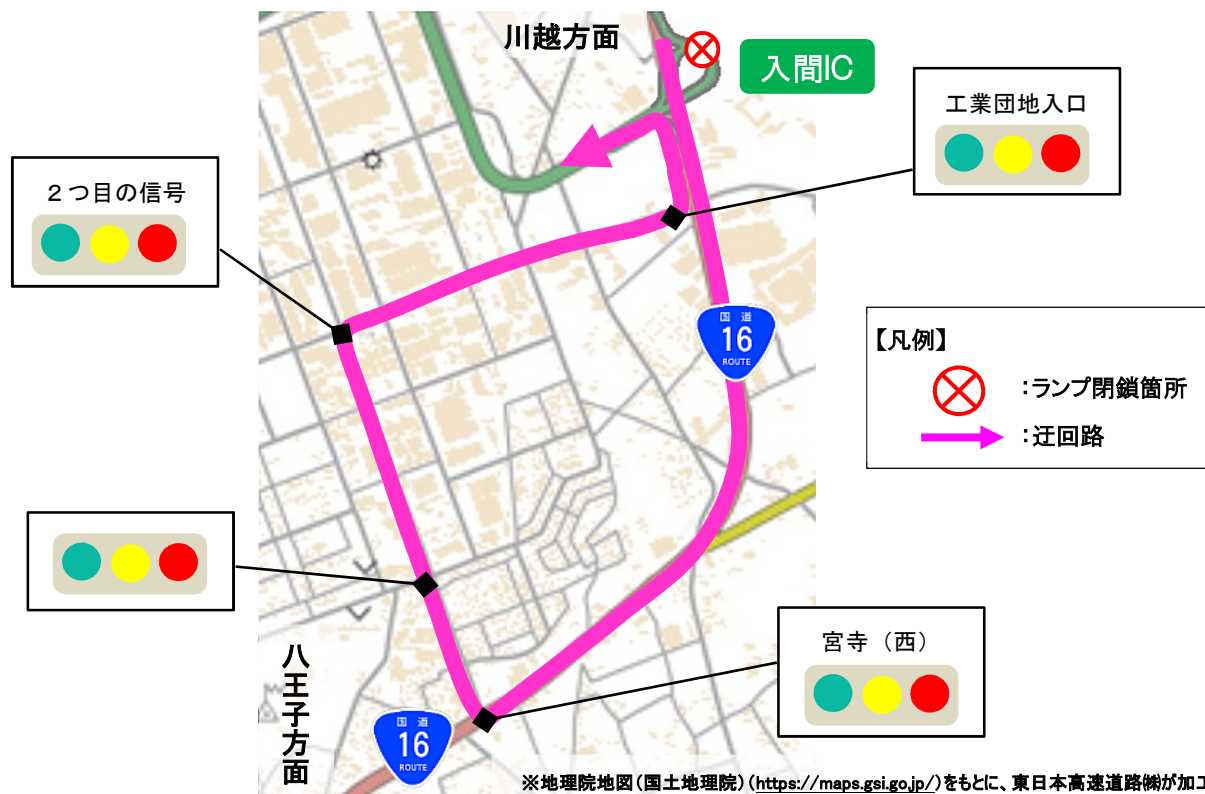 川越方面
入間IC
工業団地入口
２つ目の信号
国道
16
ROUTE
【凡例】
:ランプ閉鎖箇所
:迂回路
宮寺（西）
八王子方面
国道
16
ROUTE
※地理院地図(国土地理院)(https://maps.gsi.go.jp/)をもとに、東日本高速道路㈱が加工